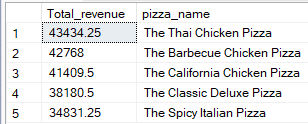 Total_revenue pizza_name
1 43434.25 The Thai Chicken Pizza
2 42768 The Barbecue Chicken Pizza
3 41409.5 The California Chicken Pizza
4 38180.5 The Classic Deluxe Pizza
5 34831.25 The Spicy Italian Pizza